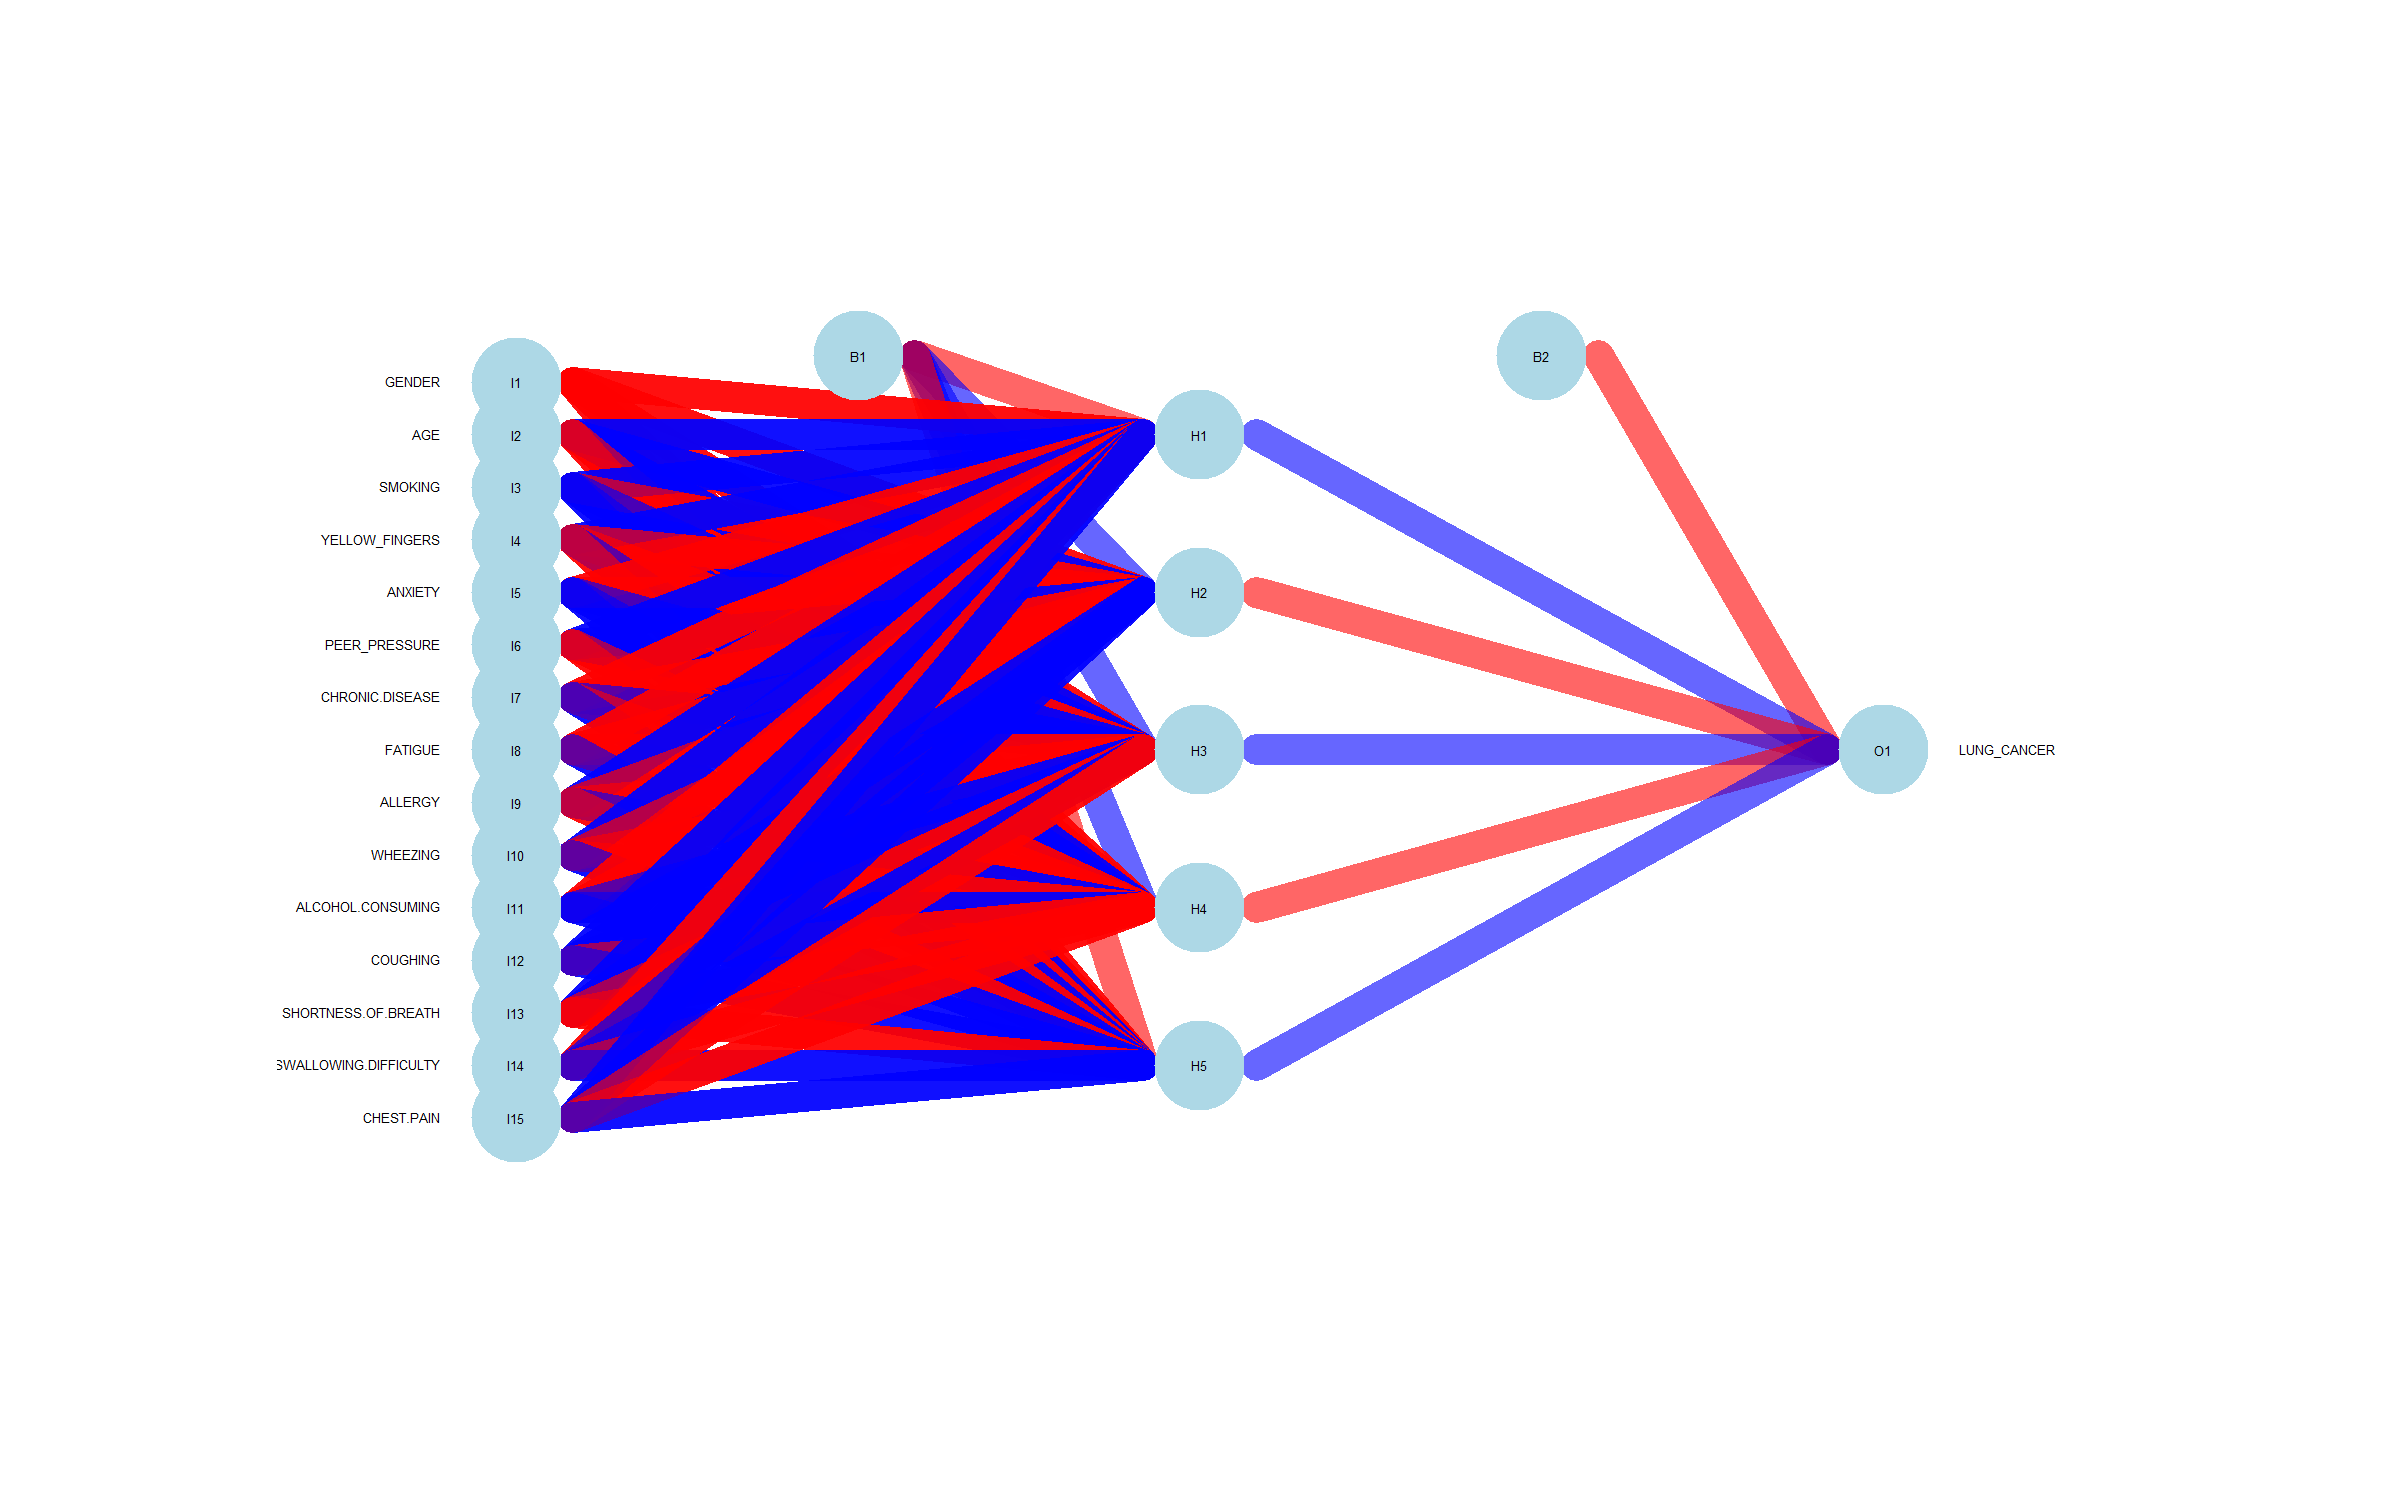 B1
B2
GENDER I1
AGE I2
H1
SMOKING I3
YELLOW_FINGERS I4
ANXIETY I5
H2
PEER_PRESSURE I6
CHRONIC.DISEASE I7
FATIGUE I8
H3
O1 LUNG_CANCER
ALLERGY I9
WHEEZING I10
ALCOHOL.CONSUMING I11
H4
COUGHING I12
SHORTNESS.OF.BREATH I13
SWALLOWING.DIFFICULTY I14
H5
CHEST.PAIN I15